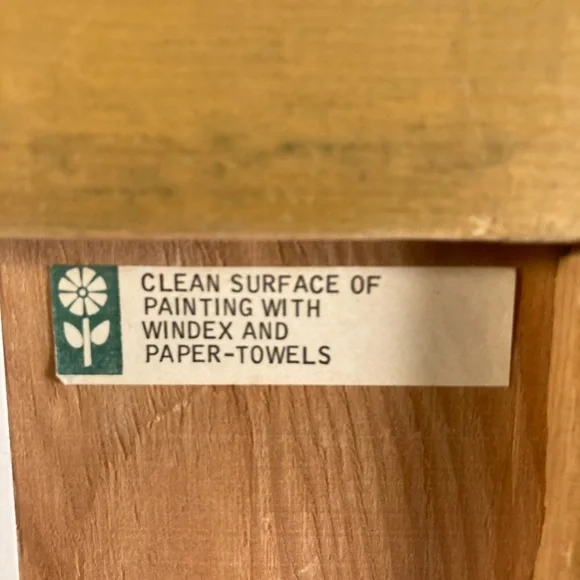 CLEAN SURFACE OF
PAINTING WITH
WINDEX AND
PAPER-TOWELS